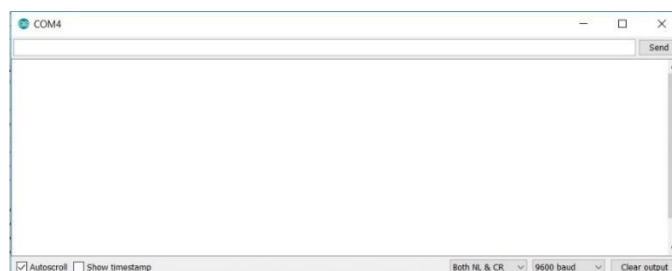 COM4
Send
Autoscroll Show timestamp Both NL & CR 9600 baud Clear output